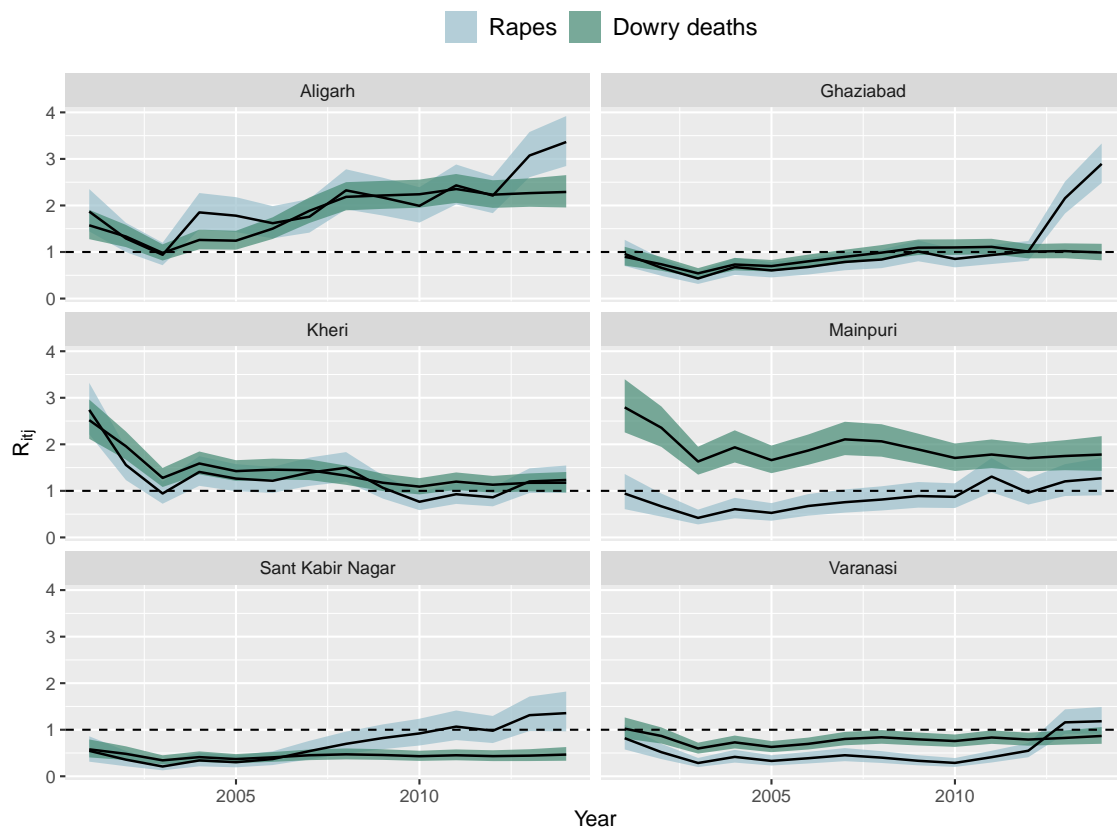 Rapes Dowry deaths
Aligarh Ghaziabad
4
3
2
1
0
Kheri Mainpuri
4
3
2
1
0
Sant Kabir Nagar Varanasi
4
3
2
1
0
R_itj
2005 2010 2005 2010
Year